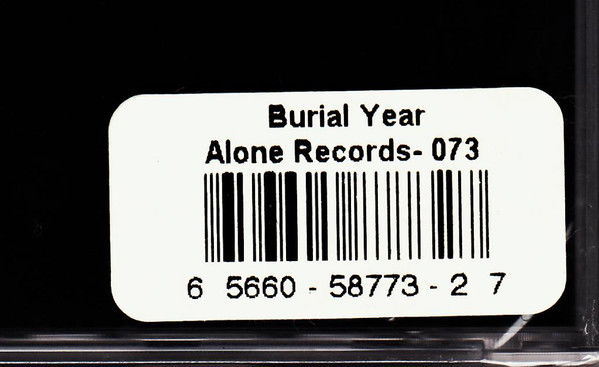 Burial Year
Alone Records- 073
6 5660 - 58773 - 2 7